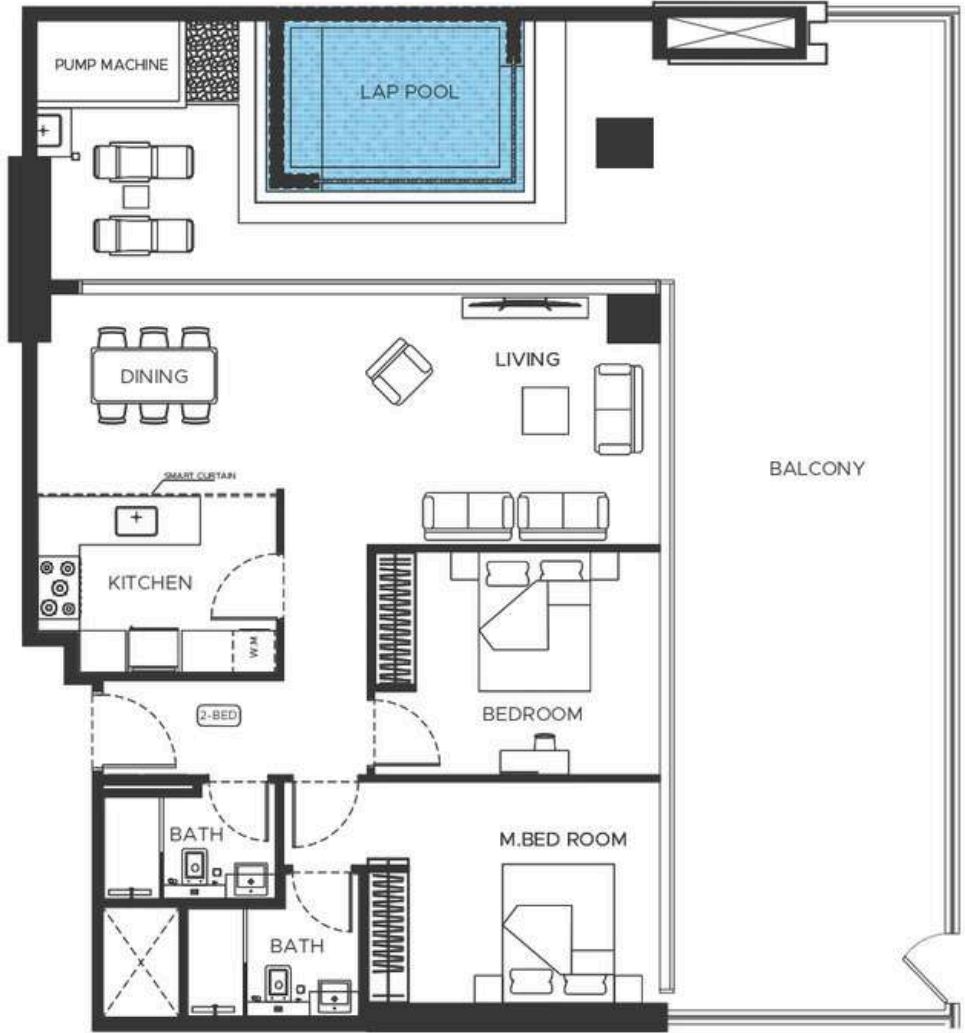 PUMP MACHINE
LAP POOL
DINING
LIVING
BALCONY
SMART CURTAIN
KITCHEN
W.M
2-BED
BEDROOM
BATH
M.BED ROOM
BATH
X